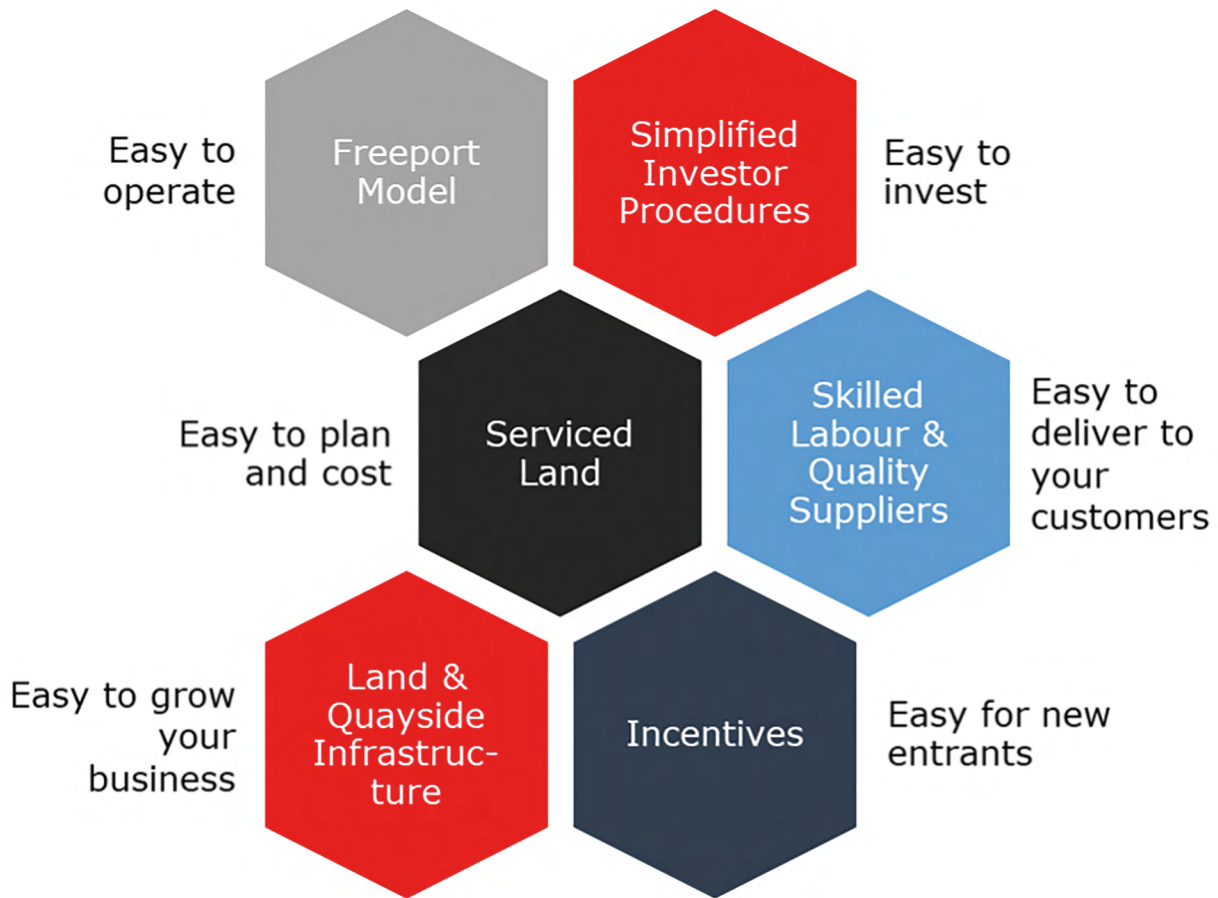 Easy to
operate
Freeport
Model
Simplified
Investor
Procedures
Easy to
invest
Easy to plan
and cost
Serviced
Land
Skilled
Labour &
Quality
Suppliers
Easy to
deliver to
your
customers
Easy to grow
your
business
Land &
Quayside
Infrastruc-
ture
Incentives
Easy for new
entrants